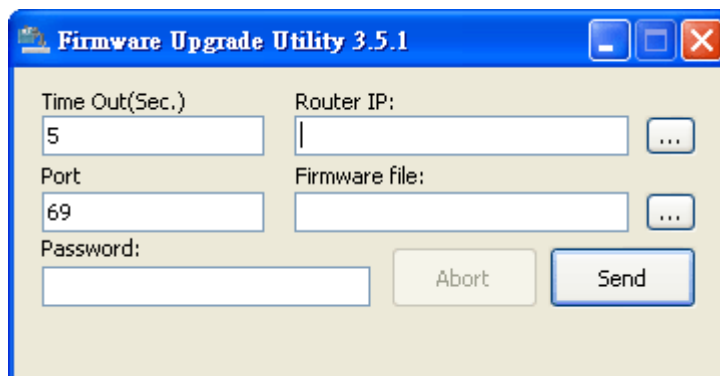 Firmware Upgrade Utility 3.5.1
Time Out(Sec.) Router IP:
5 ...
Port Firmware file:
69 ...
Password:
Abort Send